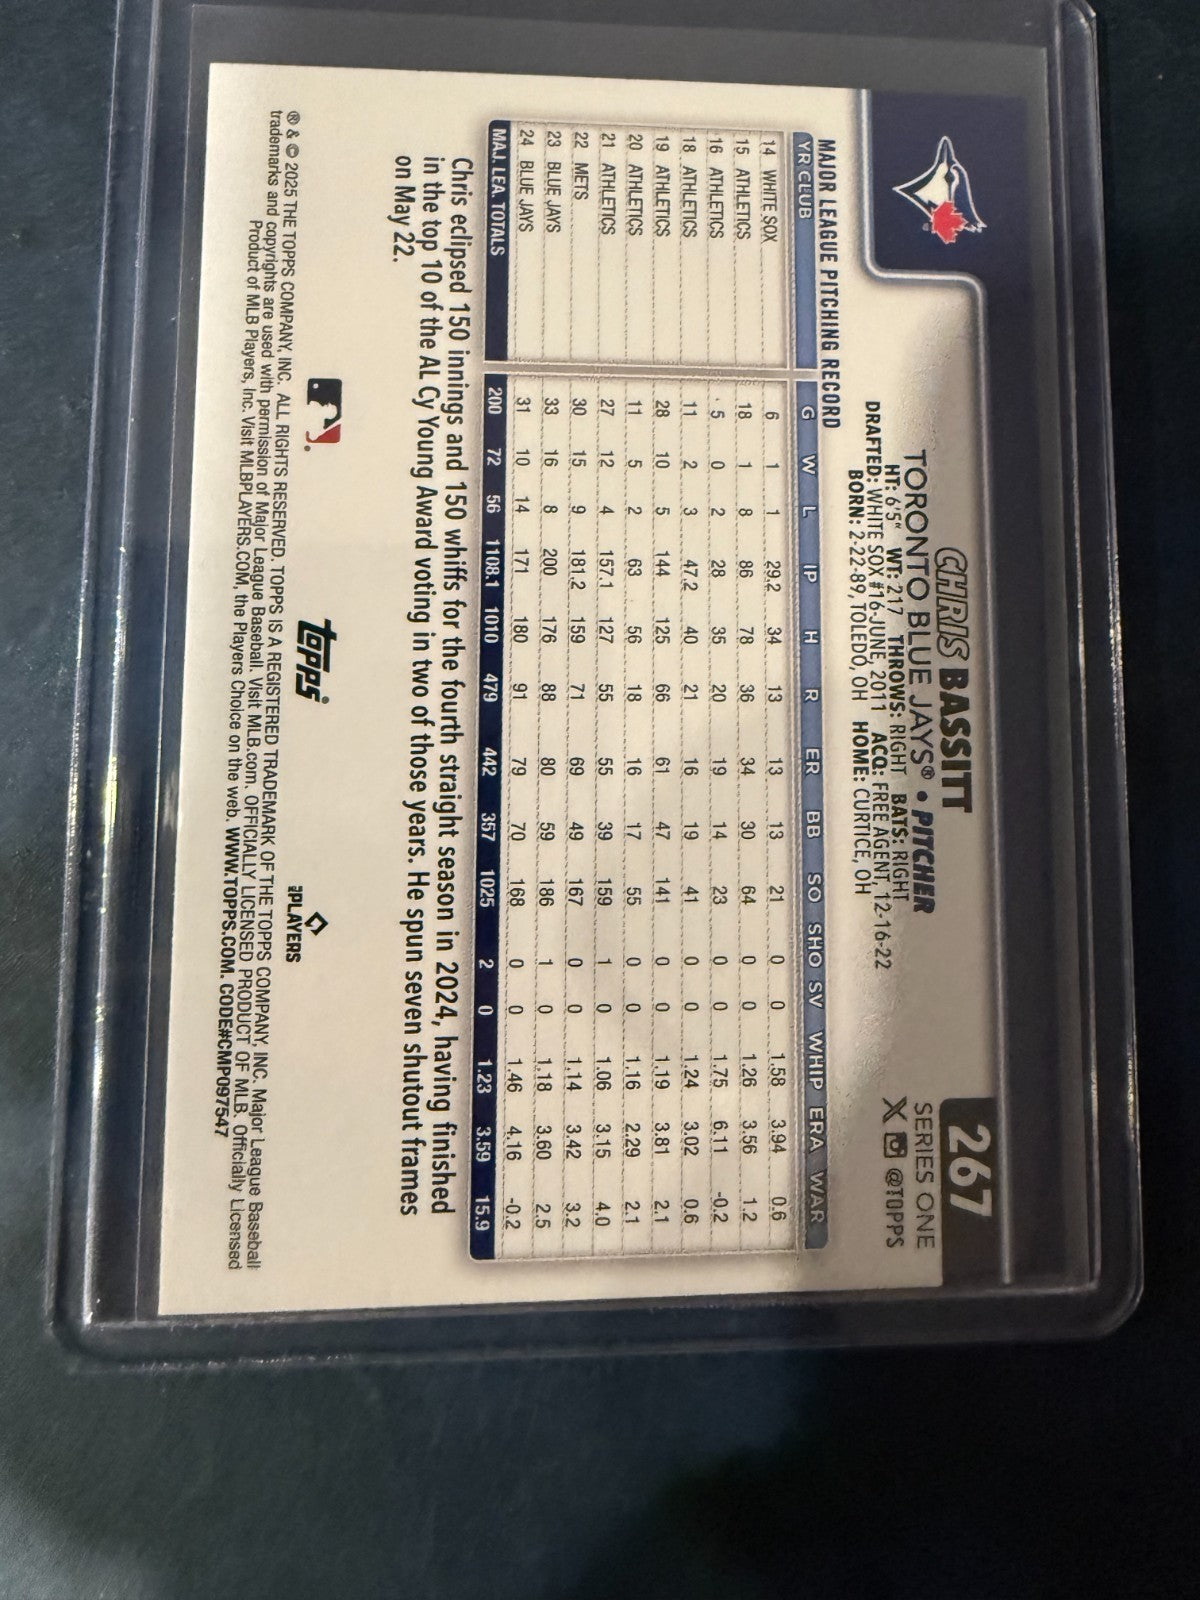 267
SERIES ONE
X @TOPPS
CHRIS BASSITT
TORONTO BLUE JAYS® • PITCHER
HT: 6'5" WT: 217 THROWS: RIGHT BATS: RIGHT
DRAFTED: WHITE SOX #16-JUNE, 2011 ACQ: FREE AGENT, 12-16-22
BORN: 2-22-89, TOLEDO, OH HOME: CURTICE, OH
MAJOR LEAGUE PITCHING RECORD
YR CLUB G W L IP H R ER BB SO SHO SV WHIP ERA WAR
14 WHITE SOX 6 1 1 29.2 34 13 13 13 21 0 0 1.58 3.94 0.6
15 ATHLETICS 18 1 8 86 78 36 34 30 64 0 0 1.26 3.56 1.2
16 ATHLETICS 5 0 2 28 35 20 19 14 23 0 0 1.75 6.11 -0.2
18 ATHLETICS 11 2 3 47.2 40 21 16 19 41 0 0 1.24 3.02 0.6
19 ATHLETICS 28 10 5 144 125 66 61 47 141 0 0 1.19 3.81 2.1
20 ATHLETICS 11 5 2 63 56 18 16 17 55 0 0 1.16 2.29 2.1
21 ATHLETICS 27 12 4 157.1 127 55 55 39 159 1 0 1.06 3.15 4.0
22 METS 30 15 9 181.2 159 71 69 49 167 0 0 1.14 3.42 3.2
23 BLUE JAYS 33 16 8 200 176 88 80 59 186 1 0 1.18 3.60 2.5
24 BLUE JAYS 31 10 14 171 180 91 79 70 168 0 0 1.46 4.16 -0.2
MAJ. LEA. TOTALS 200 72 56 1108.1 1010 479 442 357 1025 2 0 1.23 3.59 15.9
Chris eclipsed 150 innings and 150 whiffs for the fourth straight season in 2024, having finished
in the top 10 of the AL Cy Young Award voting in two of those years. He spun seven shutout frames
on May 22.
topps
PLAYERS
® & © 2025 THE TOPPS COMPANY, INC. ALL RIGHTS RESERVED. TOPPS IS A REGISTERED TRADEMARK OF THE TOPPS COMPANY, INC. Major League Baseball
trademarks and copyrights are used with permission of Major League Baseball. Visit MLB.com. OFFICIALLY LICENSED PRODUCT OF MLB. Officially Licensed
Product of MLB Players, Inc. Visit MLBPLAYERS.COM, the Players Choice on the web. WWW.TOPPS.COM. CODE#CMP097547